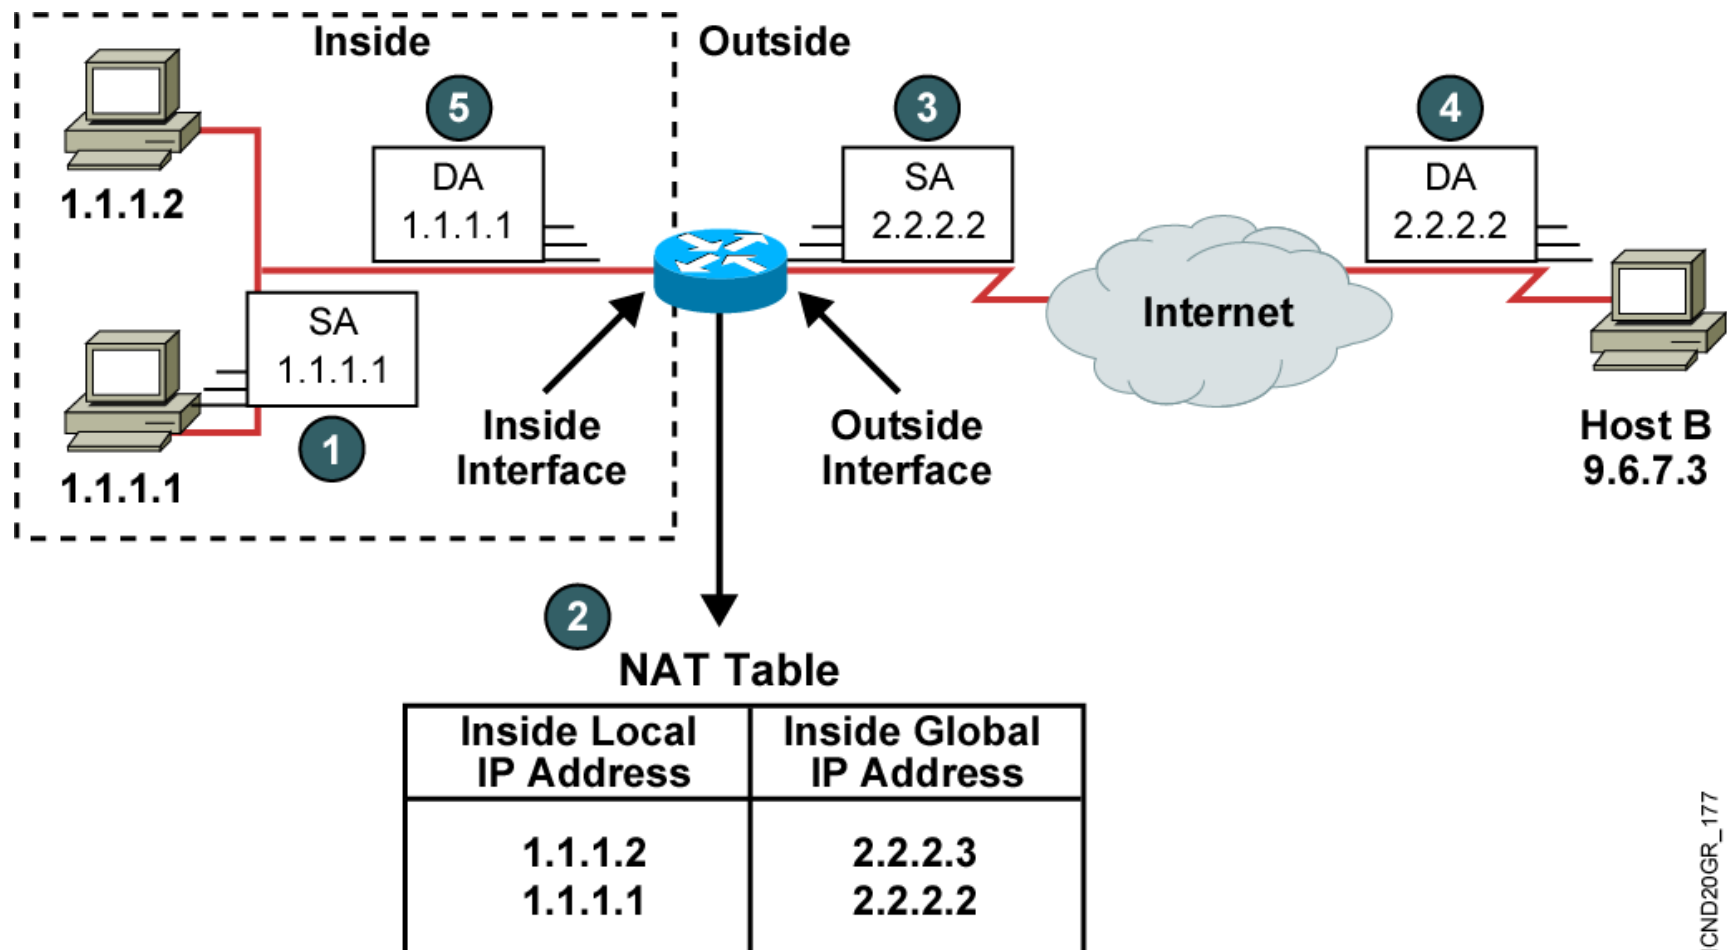 Inside
Outside
5
3
4
DA
1.1.1.1
SA
2.2.2.2
DA
2.2.2.2
1.1.1.2
SA
1.1.1.1
Internet
1
1.1.1.1
Inside
Interface
Outside
Interface
Host B
9.6.7.3
2
NAT Table
Inside Local
IP Address
Inside Global
IP Address
1.1.1.2
2.2.2.3
1.1.1.1
2.2.2.2
CND20GR_177